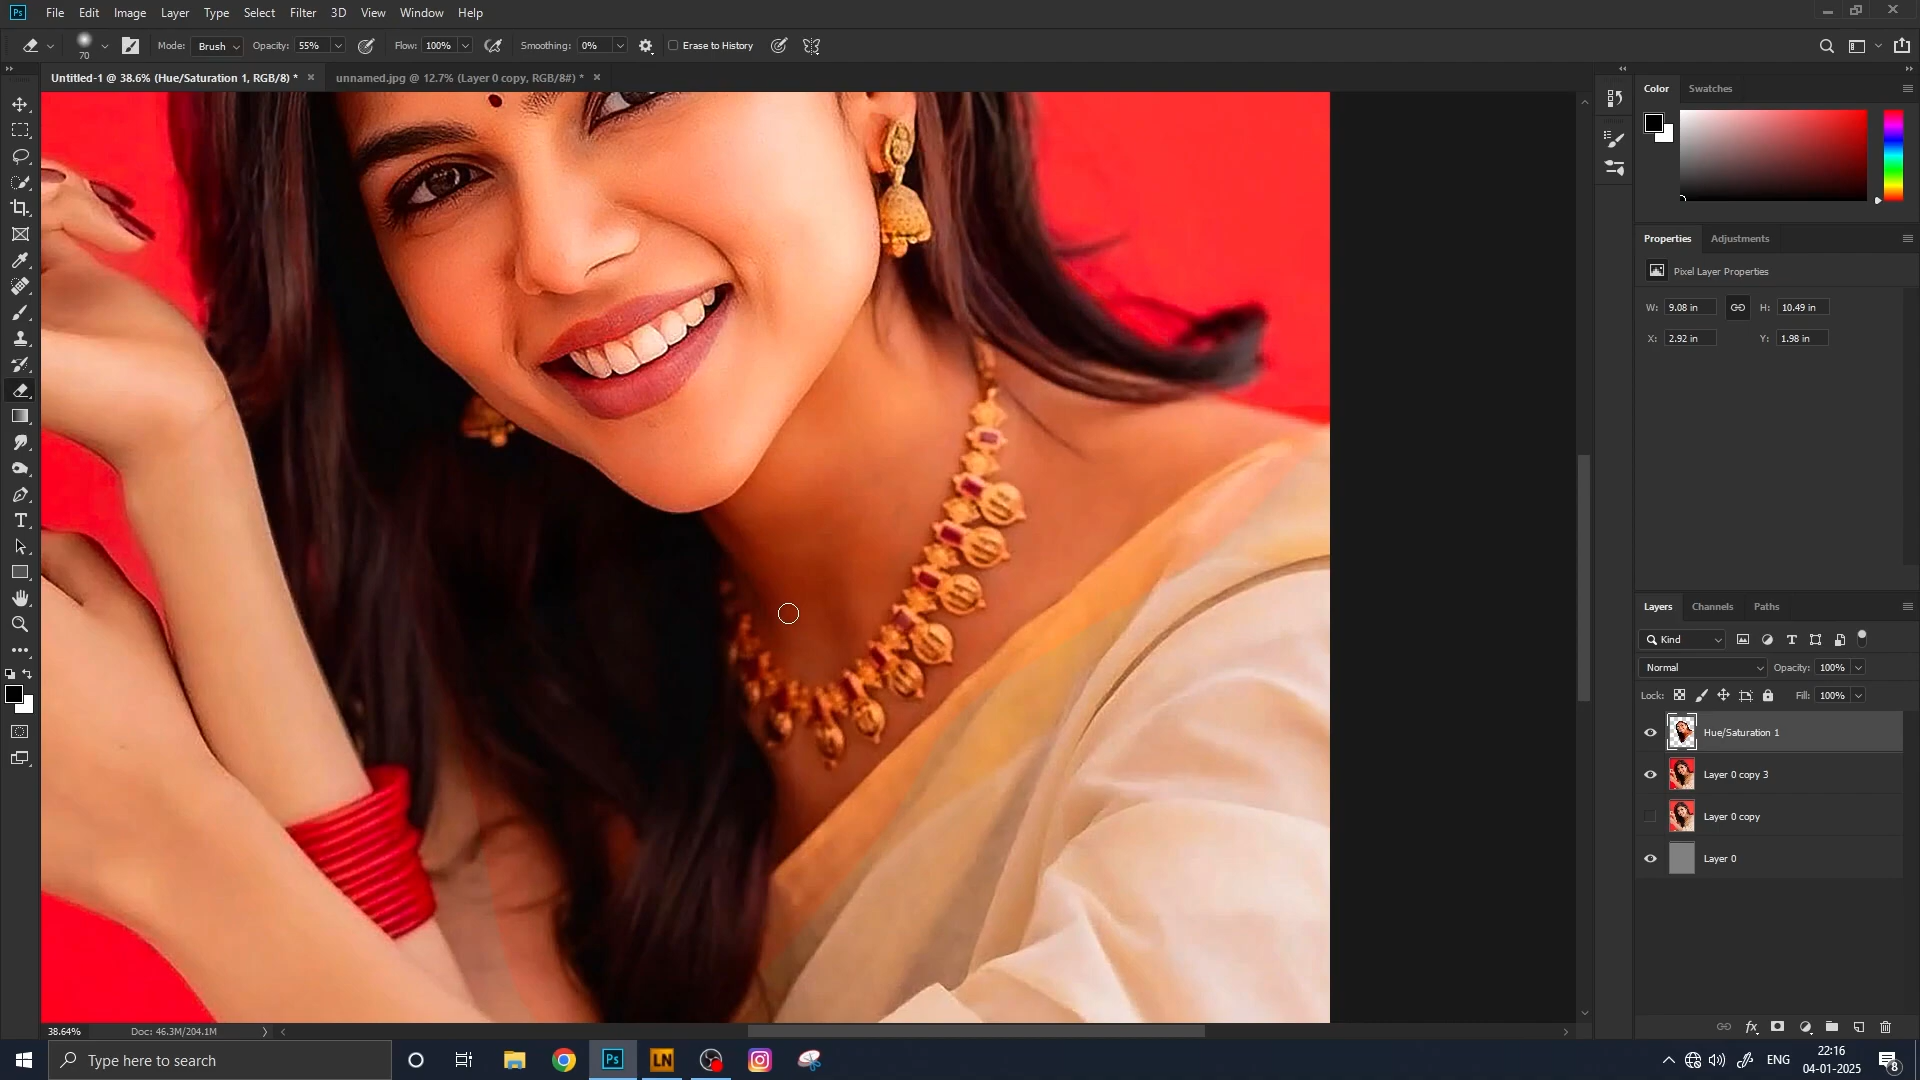 Ps File Edit Image Layer Type Select Filter 3D View Window Help
70 Mode: Brush Opacity: 55% Flow: 100% Smoothing: 0% Erase to History
Untitled-1 @ 38.6% (Hue/Saturation 1, RGB/8) * × unnamed.jpg @ 12.7% (Layer 0 copy, RGB/8#) * ×
Color Swatches
Properties Adjustments
Pixel Layer Properties
W: 9.08 in H: 10.49 in
X: 2.92 in Y: 1.98 in
Layers Channels Paths
Kind
Normal Opacity: 100%
Lock: Fill: 100%
Hue/Saturation 1
Layer 0 copy 3
Layer 0 copy
Layer 0
38.64% Doc: 46.3M/204.1M
Type here to search
Ps LN ENG 22:16
04-01-2025 8